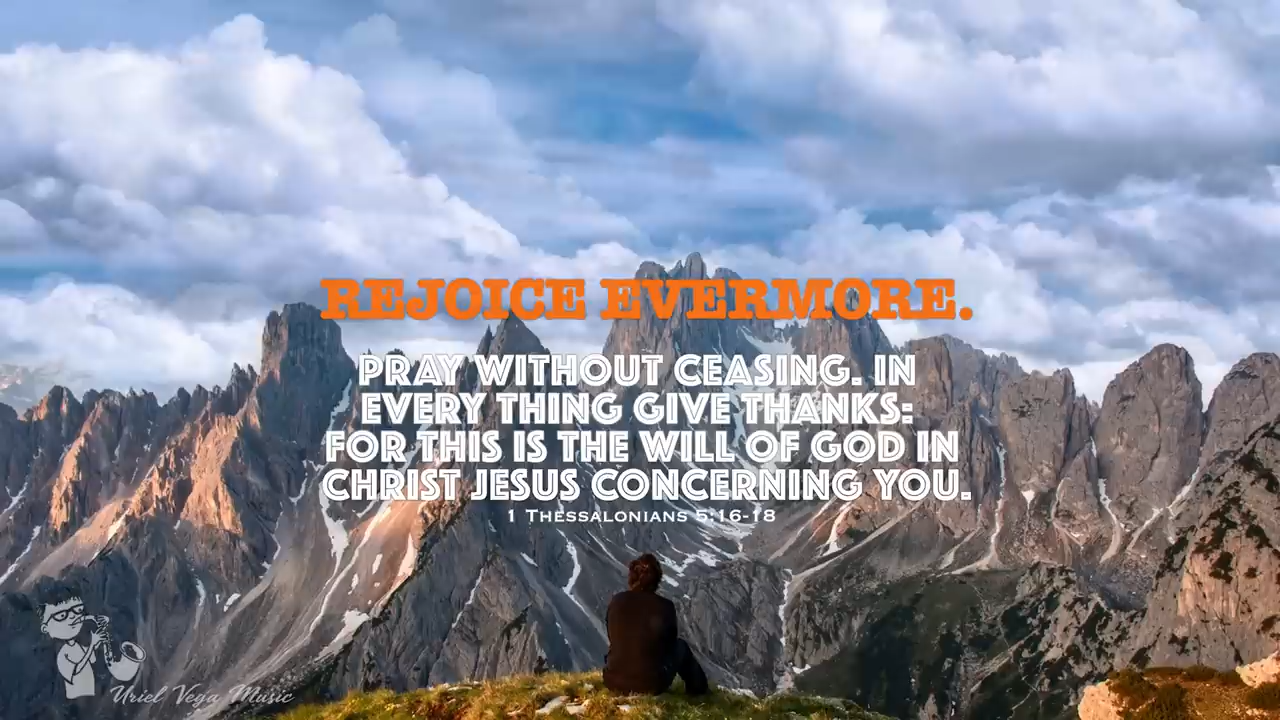 REJOICE EVERMORE.
PRAY WITHOUT CEASING. IN
EVERY THING GIVE THANKS:
FOR THIS IS THE WILL OF GOD IN
CHRIST JESUS CONCERNING YOU.
1 THESSALONIANS 5:16-18
Uriel Vega Music